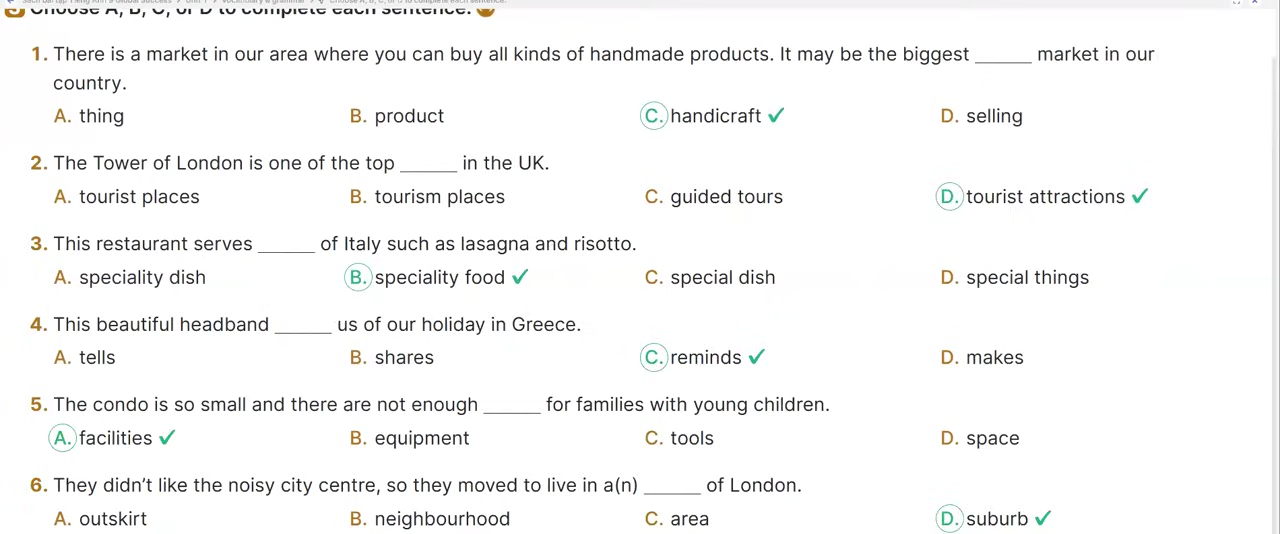 Choose A, B, C, or D to complete each sentence.
1. There is a market in our area where you can buy all kinds of handmade products. It may be the biggest ______ market in our
country.
A. thing B. product C. handicraft ✓ D. selling
2. The Tower of London is one of the top ______ in the UK.
A. tourist places B. tourism places C. guided tours D. tourist attractions ✓
3. This restaurant serves ______ of Italy such as lasagna and risotto.
A. speciality dish B. speciality food ✓ C. special dish D. special things
4. This beautiful headband ______ us of our holiday in Greece.
A. tells B. shares C. reminds ✓ D. makes
5. The condo is so small and there are not enough ______ for families with young children.
A. facilities ✓ B. equipment C. tools D. space
6. They didn’t like the noisy city centre, so they moved to live in a(n) ______ of London.
A. outskirt B. neighbourhood C. area D. suburb ✓